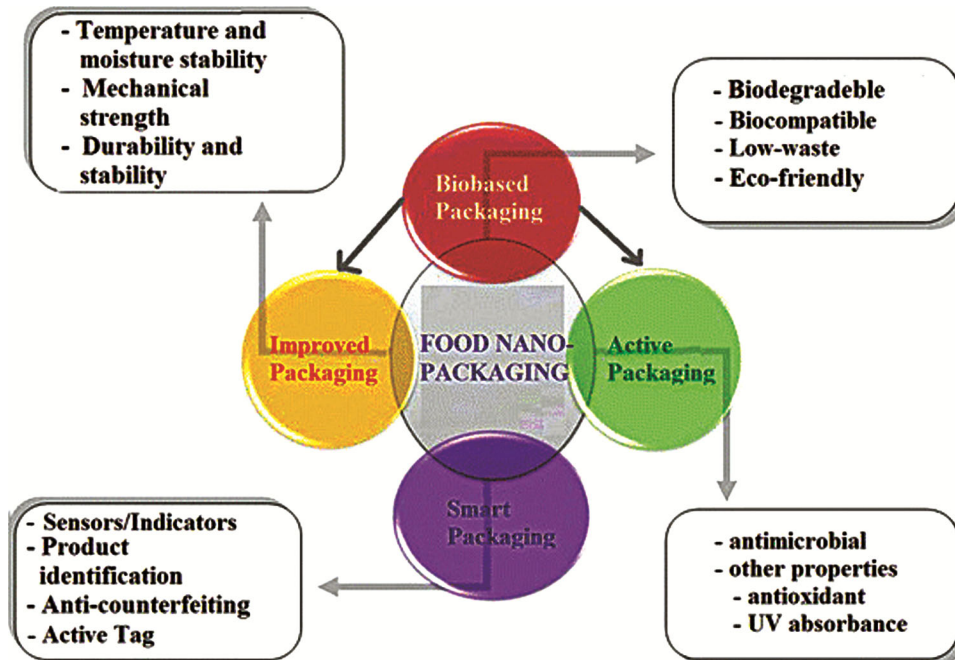 - Temperature and
moisture stability
- Mechanical
strength
- Durability and
stability
- Biodegradeble
- Biocompatible
- Low-waste
- Eco-friendly
Biobased
Packaging
Improved
Packaging
FOOD NANO-
PACKAGING
Active
Packaging
Smart
Packaging
- Sensors/Indicators
- Product
identification
- Anti-counterfeiting
- Active Tag
- antimicrobial
- other properties
- antioxidant
- UV absorbance